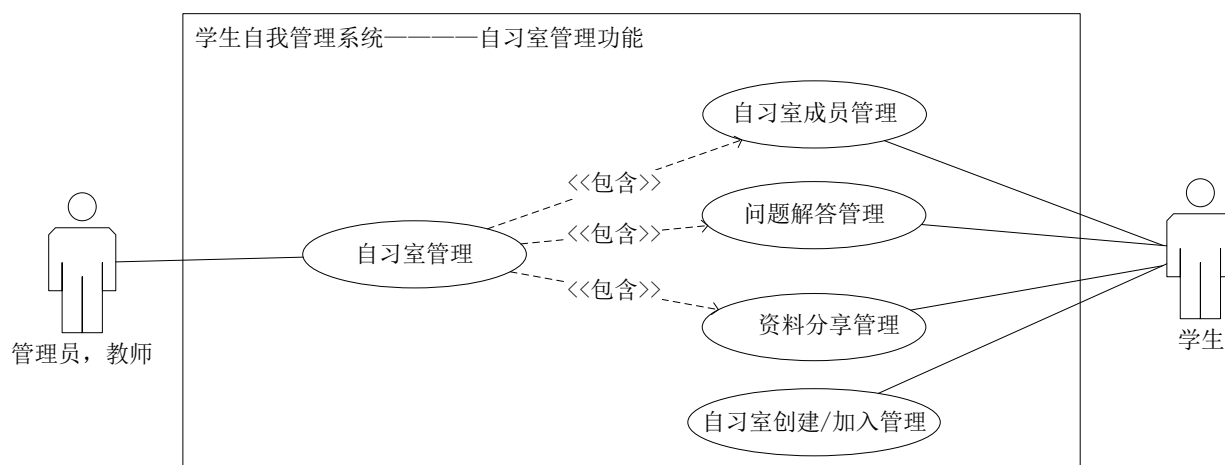 学生自我管理系统————自习室管理功能
自习室成员管理
<<包含>>
问题解答管理
<<包含>>
自习室管理
<<包含>>
资料分享管理
管理员，教师
学生
自习室创建/加入管理